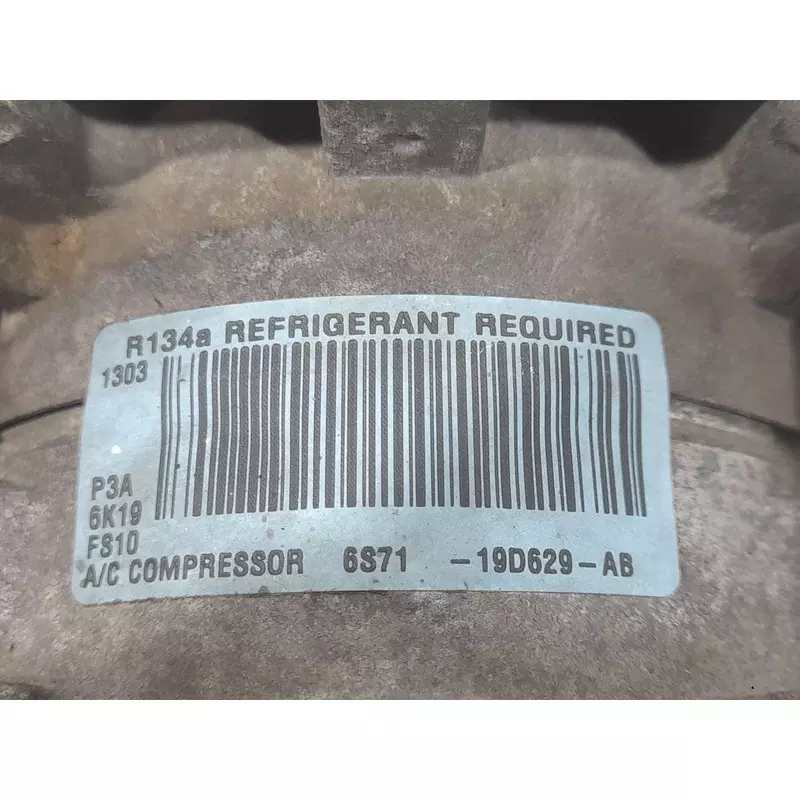 R134a REFRIGERANT REQUIRED
1303
P3A
6K19
FS10
A/C COMPRESSOR 6S71 -19D629-AB